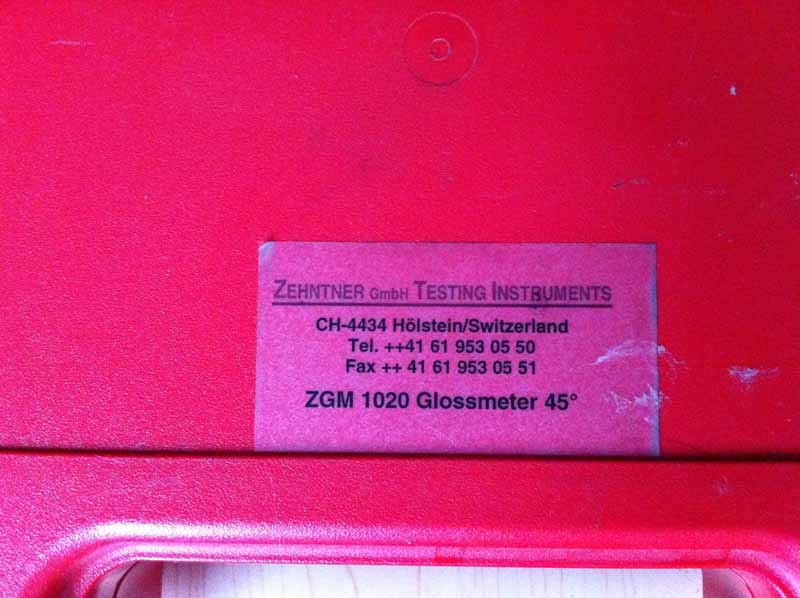 ZEHNTNER GmbH TESTING INSTRUMENTS
CH-4434 Hölstein/Switzerland
Tel. ++41 61 953 05 50
Fax ++ 41 61 953 05 51
ZGM 1020 Glossmeter 45°